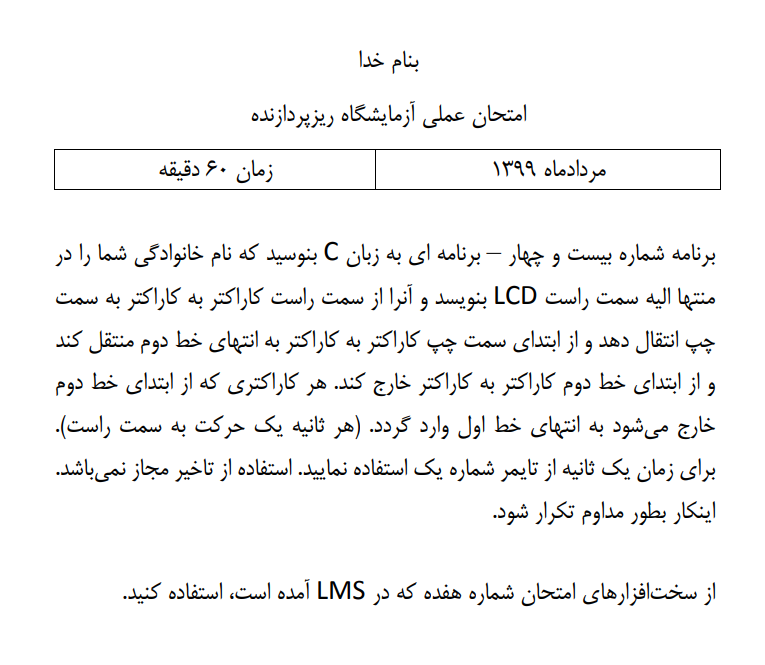 بنام خدا
امتحان عملی آزمایشگاه ریزپردازنده
مردادماه ۱۳۹۹
زمان ۶۰ دقیقه
برنامه شماره بیست و چهار – برنامه ای به زبان C بنوسید که نام خانوادگی شما را در
منتها الیه سمت راست LCD بنویسد و آنرا از سمت راست کاراکتر به کاراکتر به سمت
چپ انتقال دهد و از ابتدای سمت چپ کاراکتر به کاراکتر به انتهای خط دوم منتقل کند
و از ابتدای خط دوم کاراکتر به کاراکتر خارج کند. هر کاراکتری که از ابتدای خط دوم
خارج می‌شود به انتهای خط اول وارد گردد. (هر ثانیه یک حرکت به سمت راست).
برای زمان یک ثانیه از تایمر شماره یک استفاده نمایید. استفاده از تاخیر مجاز نمی‌باشد.
اینکار بطور مداوم تکرار شود.
از سخت‌افزارهای امتحان شماره هفده که در LMS آمده است، استفاده کنید.